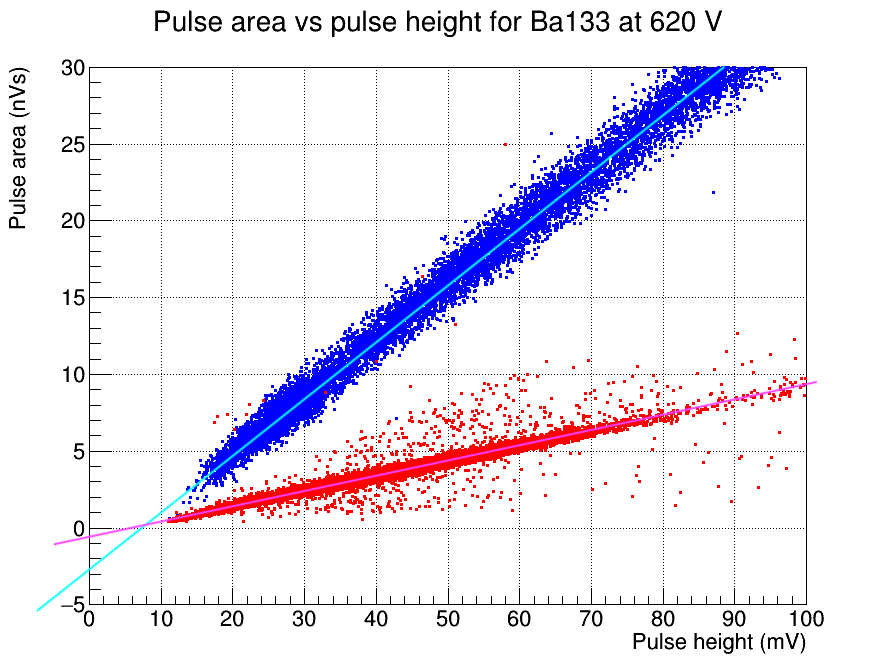 Pulse area vs pulse height for Ba133 at 620 V
Pulse area (nVs)
30
25
20
15
10
5
0
−5
0 10 20 30 40 50 60 70 80 90 100
Pulse height (mV)